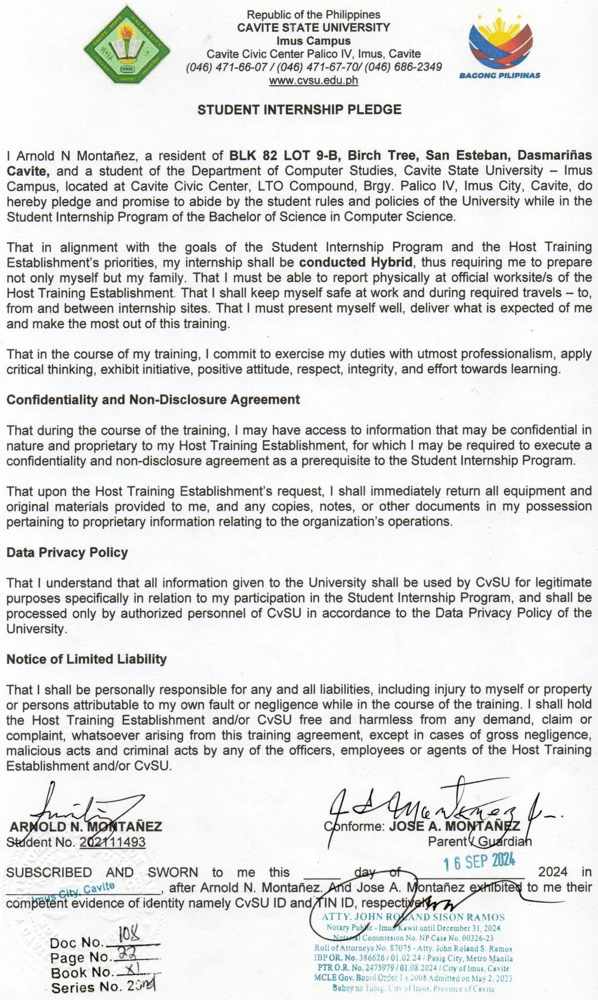 Republic of the Philippines
CAVITE STATE UNIVERSITY
Imus Campus
Cavite Civic Center Palico IV, Imus, Cavite
(046) 471-66-07 / (046) 471-67-70/ (046) 686-2349
www.cvsu.edu.ph
CAVITE STATE UNIVERSITY
1906
CAVITE
BAGONG PILIPINAS
STUDENT INTERNSHIP PLEDGE
I Arnold N Montañez, a resident of BLK 82 LOT 9-B, Birch Tree, San Esteban, Dasmariñas
Cavite, and a student of the Department of Computer Studies, Cavite State University – Imus
Campus, located at Cavite Civic Center, LTO Compound, Brgy. Palico IV, Imus City, Cavite, do
hereby pledge and promise to abide by the student rules and policies of the University while in the
Student Internship Program of the Bachelor of Science in Computer Science.
That in alignment with the goals of the Student Internship Program and the Host Training
Establishment's priorities, my internship shall be conducted Hybrid, thus requiring me to prepare
not only myself but my family. That I must be able to report physically at official worksite/s of the
Host Training Establishment. That I shall keep myself safe at work and during required travels – to,
from and between internship sites. That I must present myself well, deliver what is expected of me
and make the most out of this training.
That in the course of my training, I commit to exercise my duties with utmost professionalism, apply
critical thinking, exhibit initiative, positive attitude, respect, integrity, and effort towards learning.
Confidentiality and Non-Disclosure Agreement
That during the course of the training, I may have access to information that may be confidential in
nature and proprietary to my Host Training Establishment, for which I may be required to execute a
confidentiality and non-disclosure agreement as a prerequisite to the Student Internship Program.
That upon the Host Training Establishment's request, I shall immediately return all equipment and
original materials provided to me, and any copies, notes, or other documents in my possession
pertaining to proprietary information relating to the organization's operations.
Data Privacy Policy
That I understand that all information given to the University shall be used by CvSU for legitimate
purposes specifically in relation to my participation in the Student Internship Program, and shall be
processed only by authorized personnel of CvSU in accordance to the Data Privacy Policy of the
University.
Notice of Limited Liability
That I shall be personally responsible for any and all liabilities, including injury to myself or property
or persons attributable to my own fault or negligence while in the course of the training. I shall hold
the Host Training Establishment and/or CvSU free and harmless from any demand, claim or
complaint, whatsoever arising from this training agreement, except in cases of gross negligence,
malicious acts and criminal acts by any of the officers, employees or agents of the Host Training
Establishment and/or CvSU.
ARNOLD N. MONTAÑEZ
Student No. 202111493
Conforme: JOSE A. MONTAÑEZ
Parent / Guardian
16 SEP 2024
SUBSCRIBED AND SWORN to me this ______ day of ____________________ 2024 in
Imus City, Cavite
_________________________, after Arnold N. Montañez. And Jose A. Montañez exhibited to me their
competent evidence of identity namely CvSU ID and TIN ID, respectively.
ATTY. JOHN ROLAND SISON RAMOS
Notary Public - Imus/Kawit until December 31, 2024
Notarial Commission No. NP Case No. 00326-23
Roll of Attorneys No. 87075 - Atty. John Roland S. Ramos
IBP OR. No. 386626 / 01.02.24 / Pasig City, Metro Manila
PTR O.R. No. 2475979 / 01.08.2024 / City of Imus, Cavite
MCLE Gov. Board Order 1 s.2008 Admitted on May 2, 2023
Buhay na Tubig, City of Imus, Province of Cavite
Doc No. 108
Page No. 22
Book No. XI
Series No.